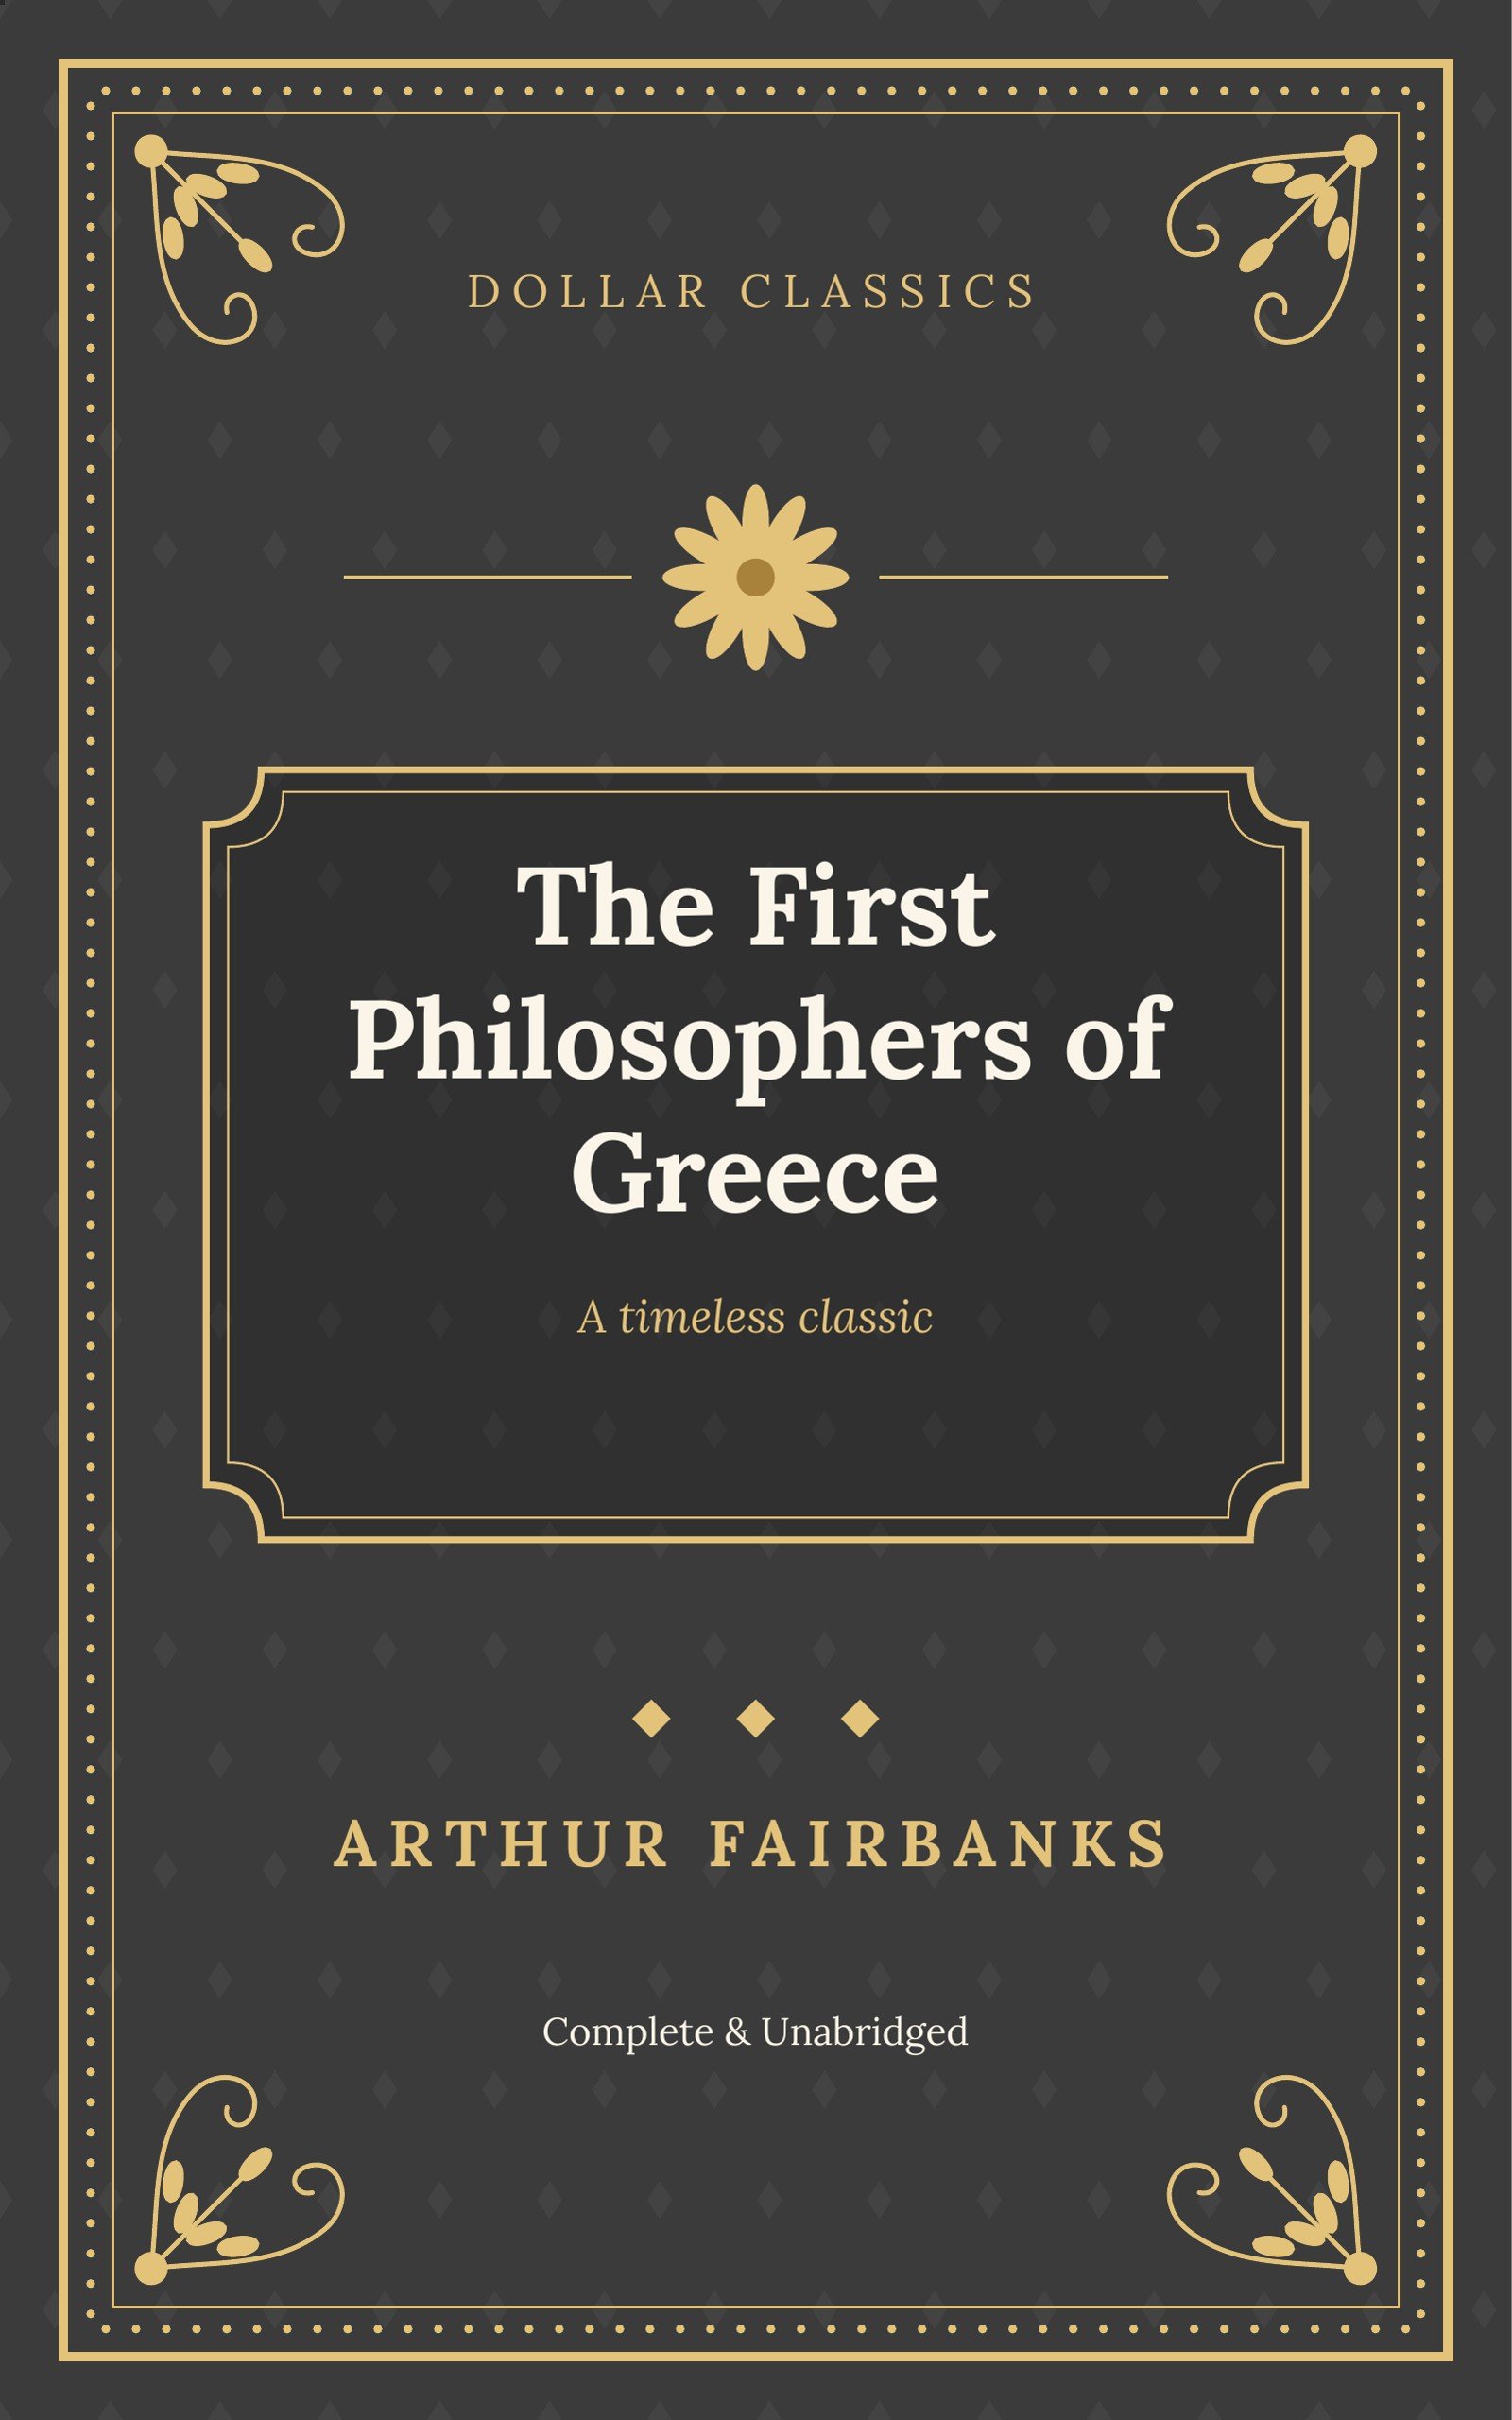 DOLLAR CLASSICS
The First
Philosophers of
Greece
A timeless classic
ARTHUR FAIRBANKS
Complete & Unabridged